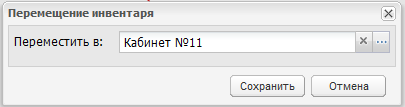 Перемещение инвентаря
Переместить в: Кабинет №11
Сохранить Отмена